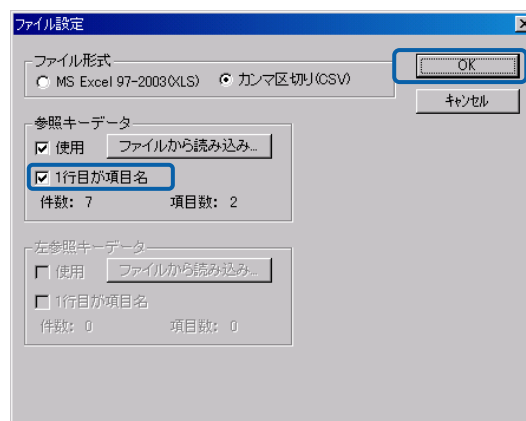 ファイル設定
ファイル形式
MS Excel 97-2003(XLS)
カンマ区切り(CSV)
OK
キャンセル
参照キーデータ
使用
ファイルから読み込み...
1行目が項目名
件数: 7
項目数: 2
左参照キーデータ
使用
ファイルから読み込み...
1行目が項目名
件数: 0
項目数: 0